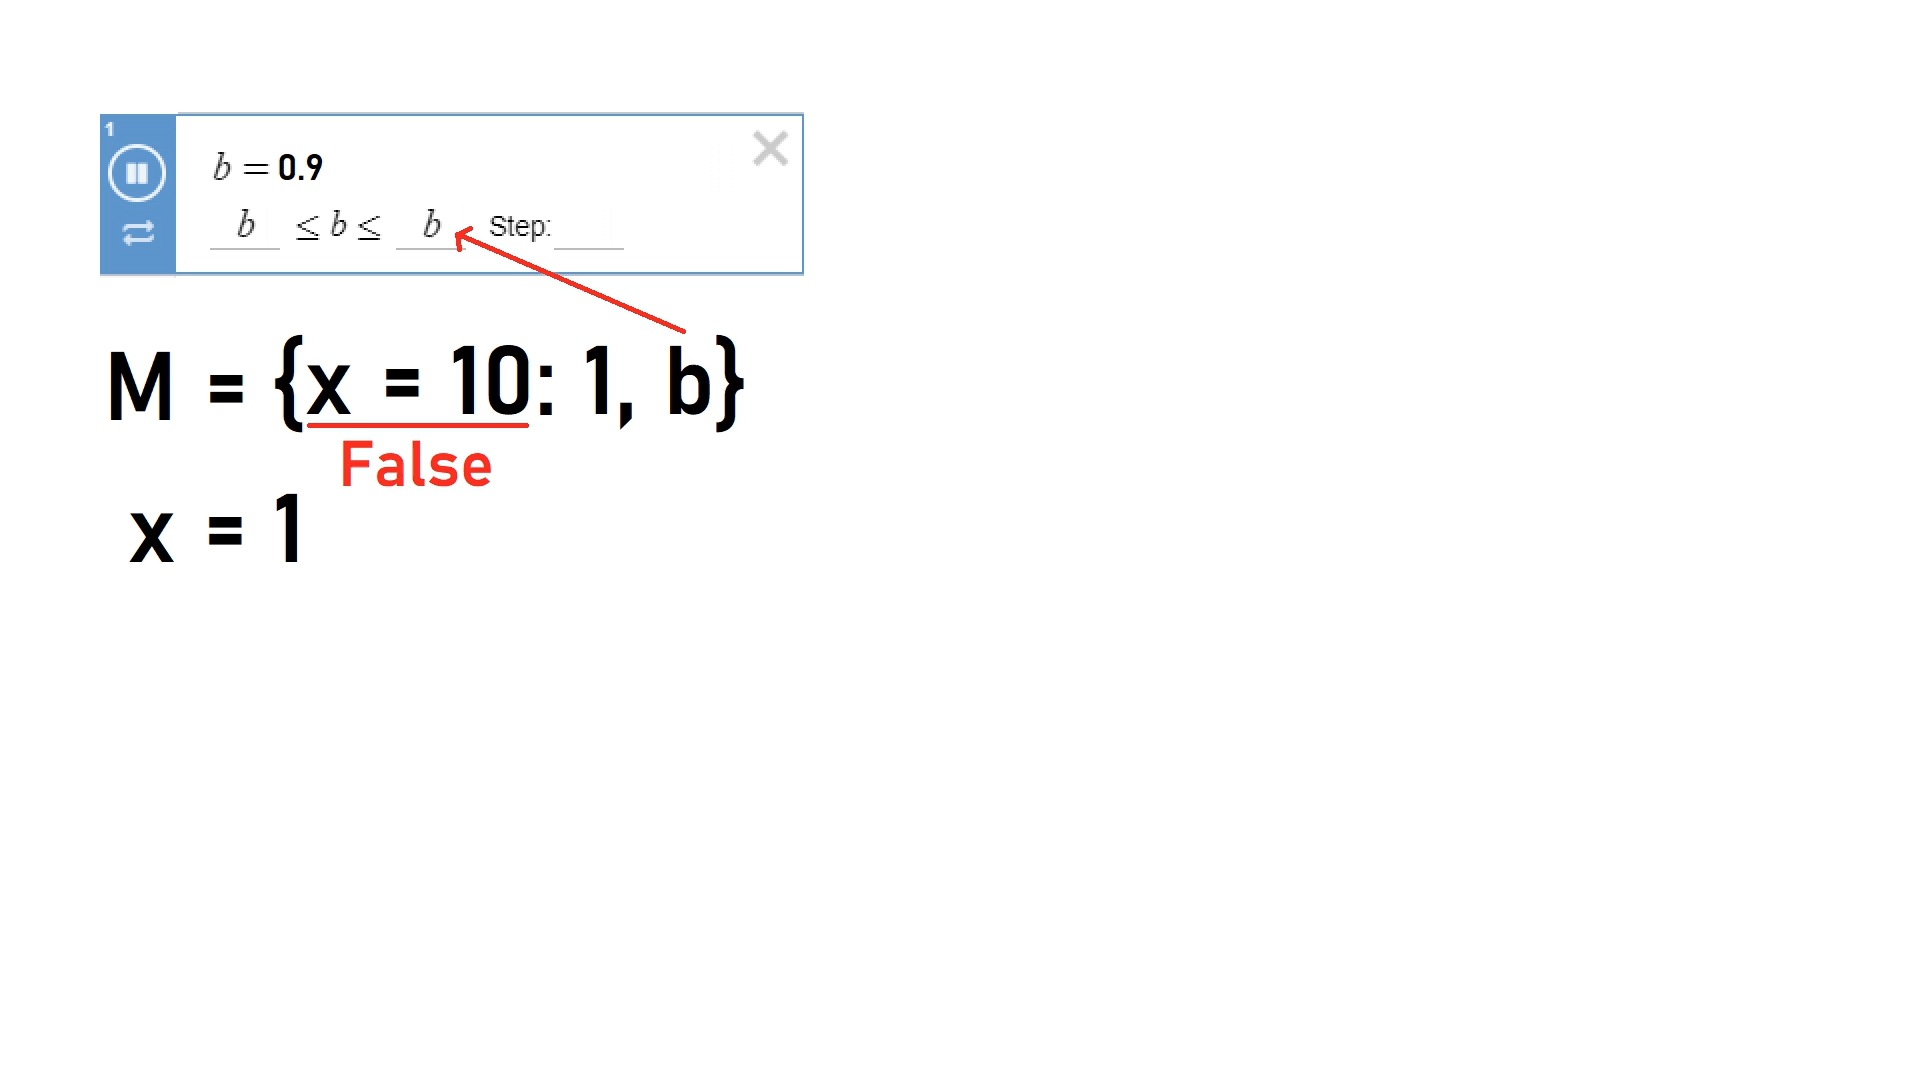 1
b = 0.9
b ≤ b ≤ b Step:
M = {x = 10: 1, b}
False
x = 1